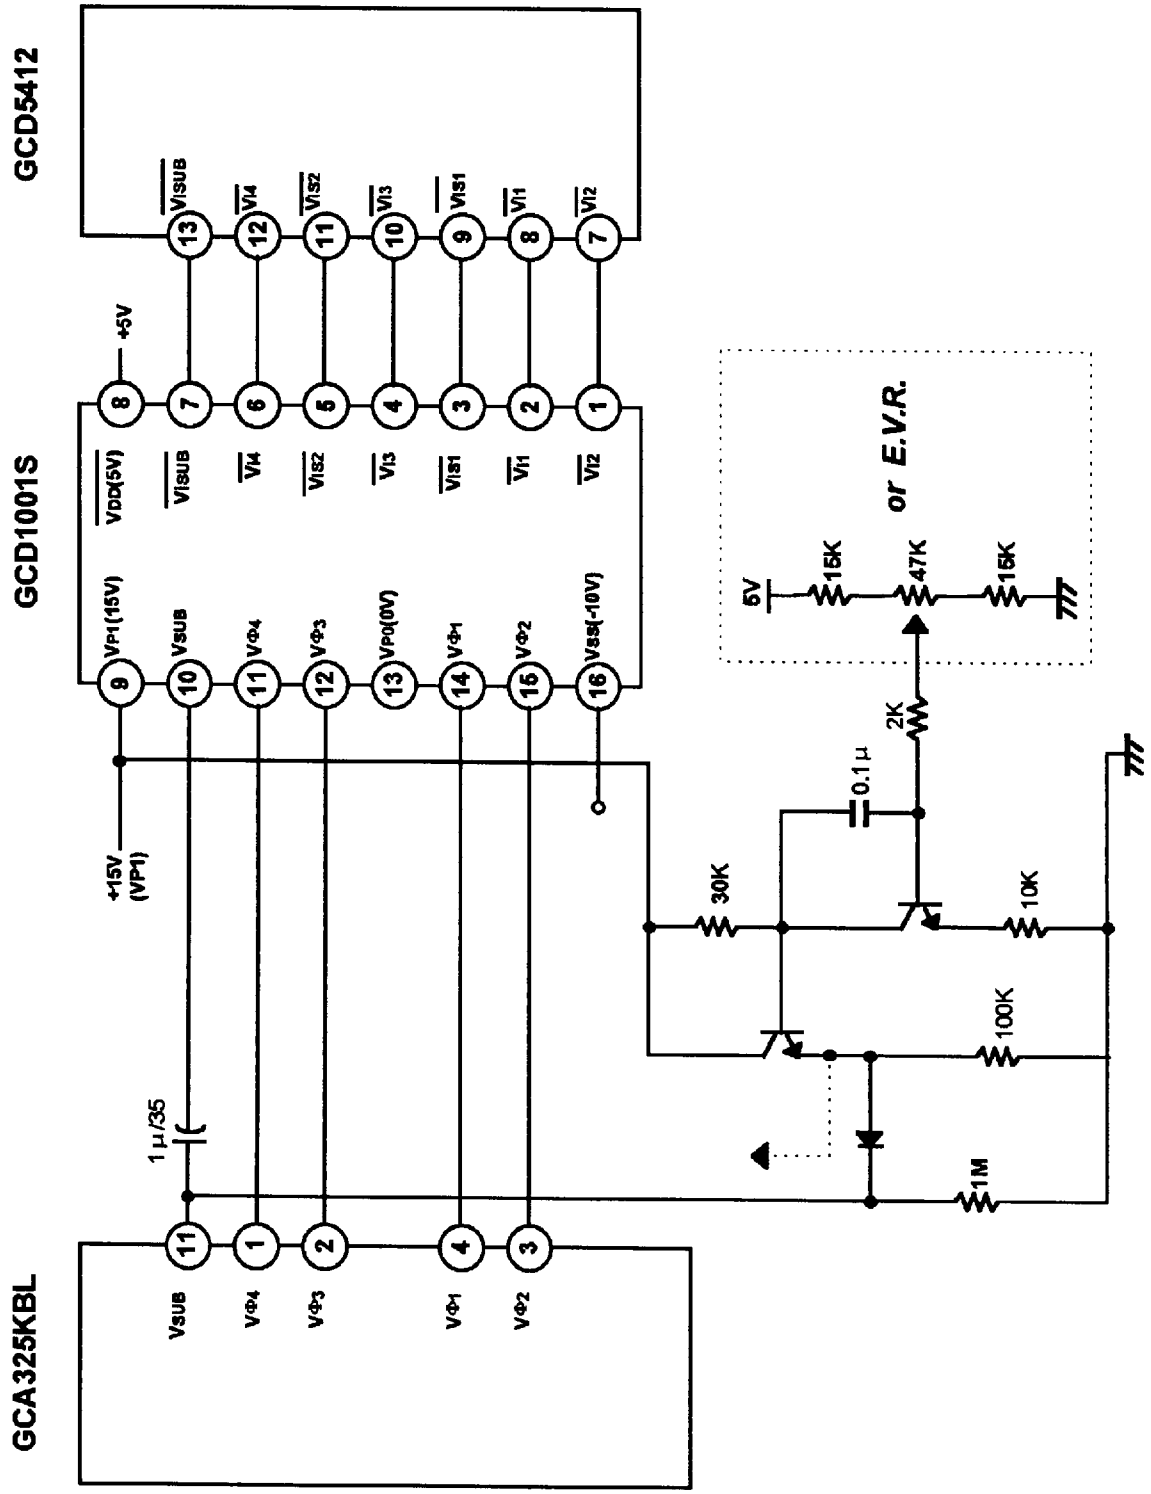 GCA325KBL
GCD1001S
GCD5412
VSUB
11
VΦ4
1
VΦ3
2
VΦ1
4
VΦ2
3
1μ/35
+15V
(VP1)
9
VP1(15V)
10
VSUB
11
VΦ4
12
VΦ3
13
VP0(0V)
14
VΦ1
15
VΦ2
16
VSS(-10V)
VDD(5V)
8
+5V
VISUB
7
VI4
6
VIS2
5
VI3
4
VIS1
3
VI1
2
VI2
1
13
VISUB
12
VI4
11
VIS2
10
VI3
9
VIS1
8
VI1
7
VI2
1M
100K
30K
10K
0.1μ
2K
5V
15K
47K
15K
or E.V.R.